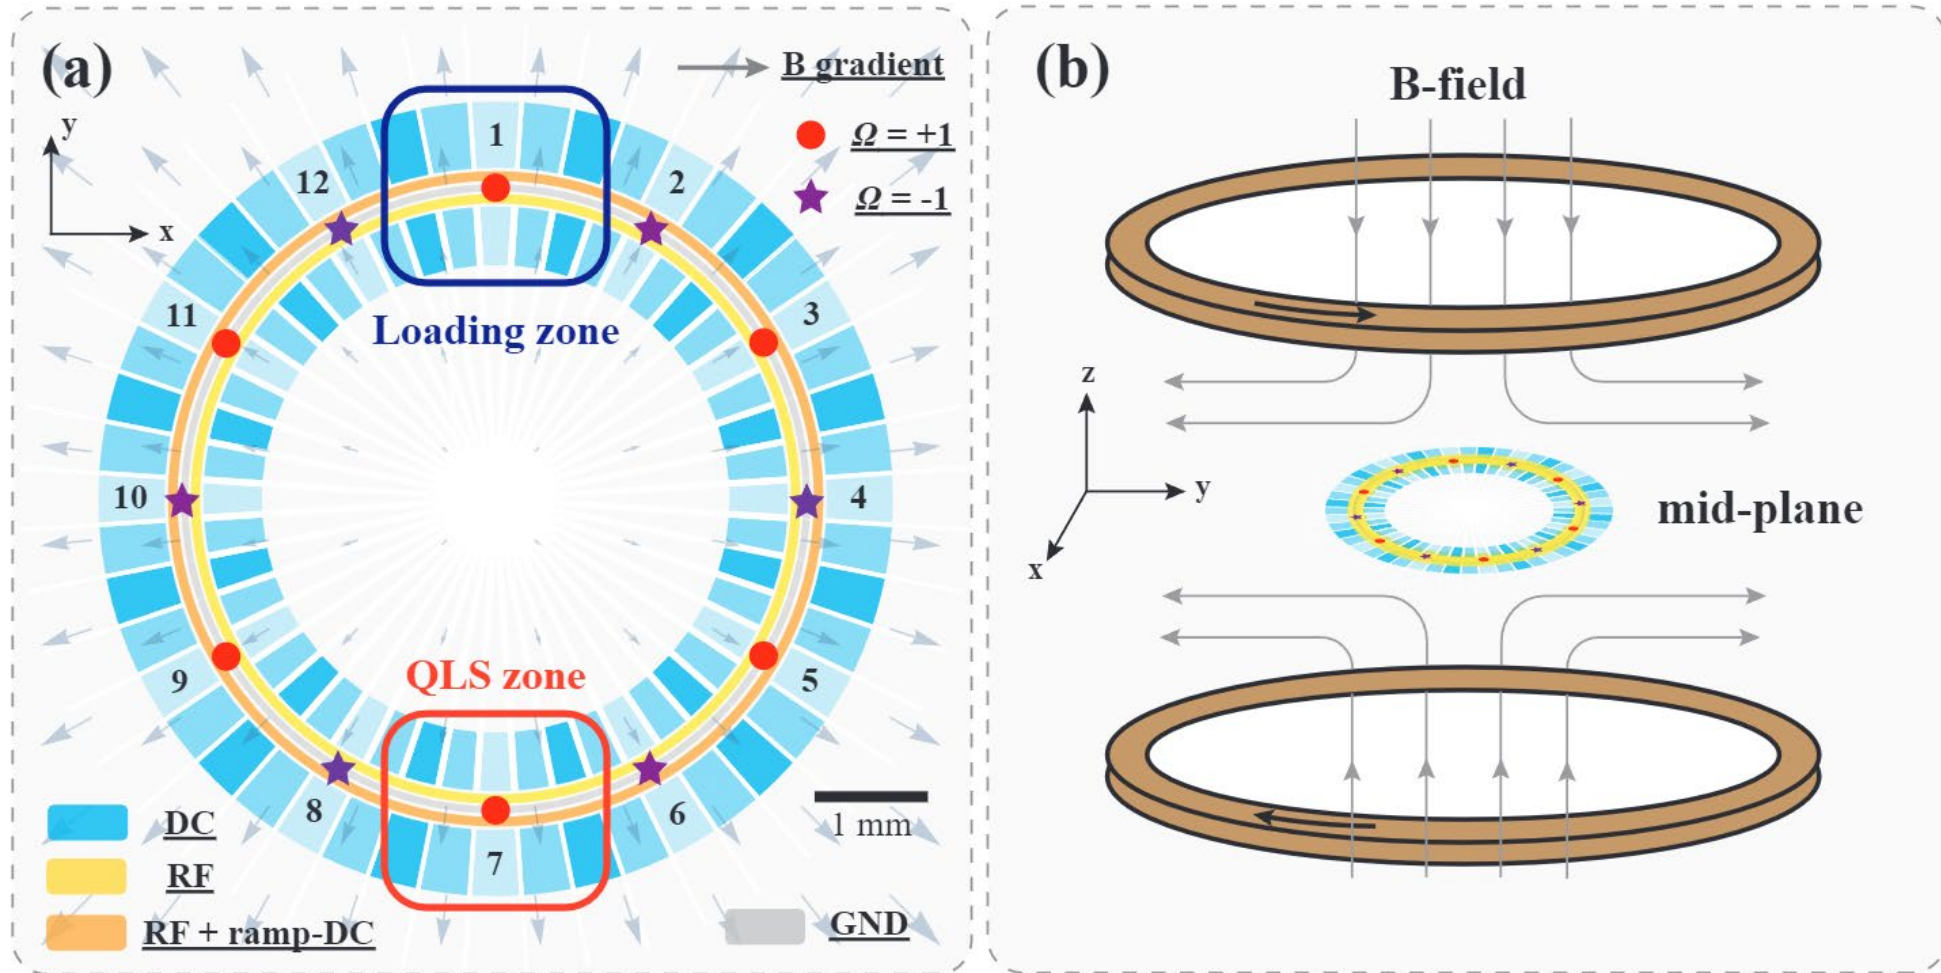 (a)
B gradient
Ω = +1
Ω = -1
y
x
1
2
3
4
5
6
7
8
9
10
11
12
Loading zone
QLS zone
DC
RF
RF + ramp-DC
1 mm
GND
(b)
B-field
z
y
x
mid-plane